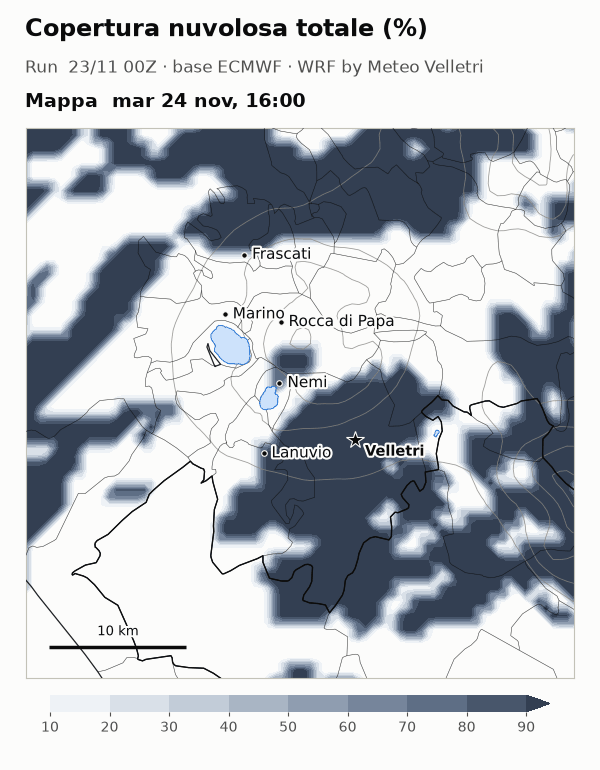 Copertura nuvolosa totale (%)
Run  23/11 00Z · base ECMWF · WRF by Meteo Velletri
Mappa  mar 24 nov, 16:00
Frascati
Marino
Rocca di Papa
Nemi
Velletri
Lanuvio
10 km
10 20 30 40 50 60 70 80 90